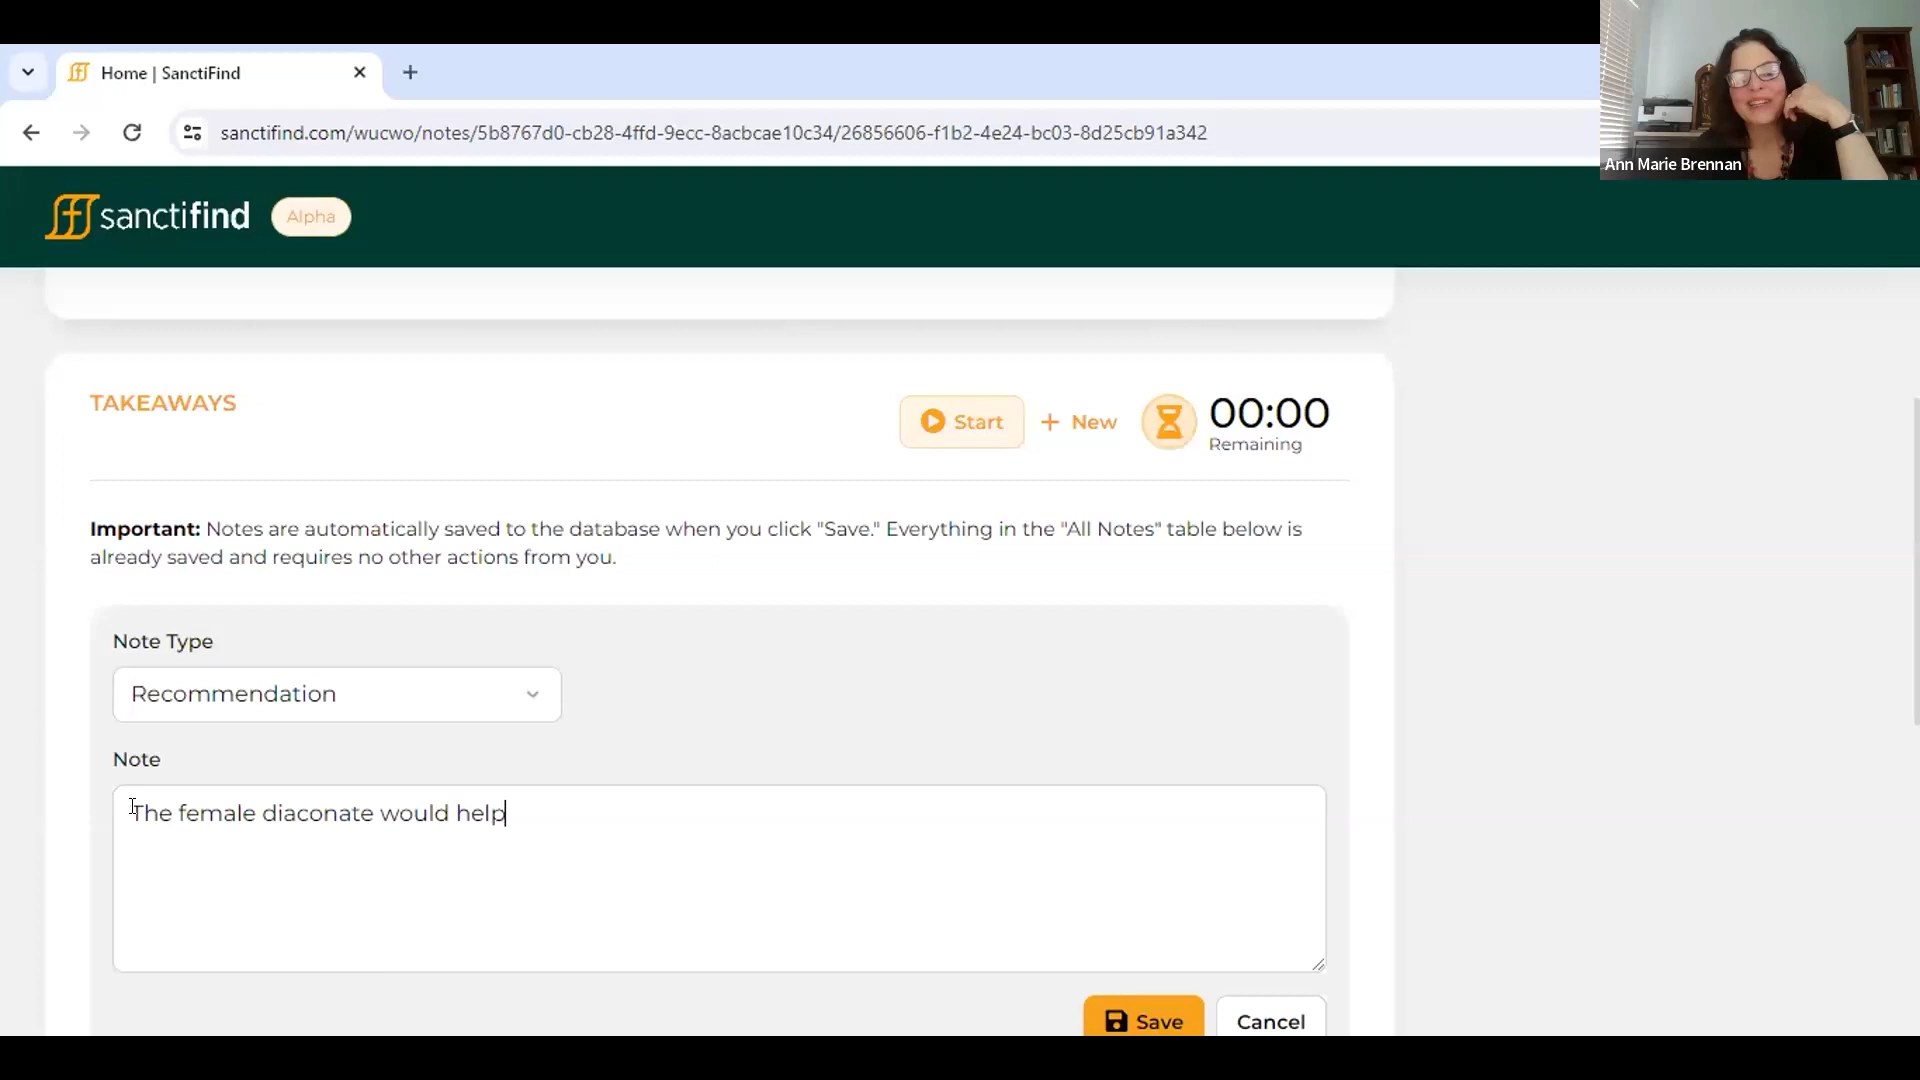 Home | SanctiFind
sanctifind.com/wucwo/notes/5b8767d0-cb28-4ffd-9ecc-8acbcae10c34/26856606-f1b2-4e24-bc03-8d25cb91a342
Ann Marie Brennan
sanctifind Alpha
TAKEAWAYS
Start
New
00:00
Remaining
Important: Notes are automatically saved to the database when you click "Save." Everything in the "All Notes" table below is
already saved and requires no other actions from you.
Note Type
Recommendation
Note
The female diaconate would help
Save
Cancel